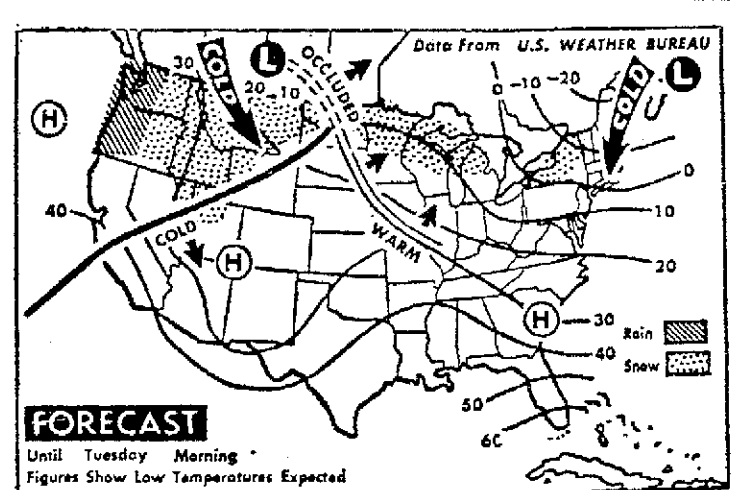 Data From U.S. WEATHER BUREAU
30
COLD
L
OCCLUDED
20
-10
0
-10
-20
COLD
L
H
0
10
20
40
COLD
H
WARM
H
30
40
50
60
Rain
Snow
FORECAST
Until Tuesday Morning
Figures Show Low Temperatures Expected